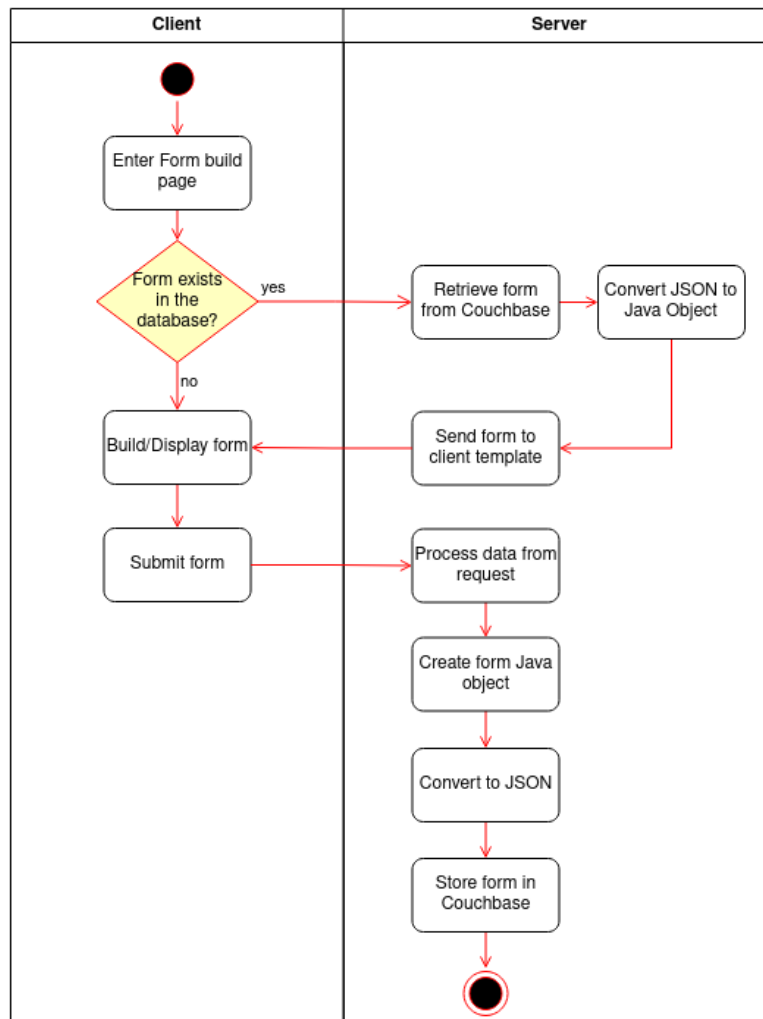 Client
Server
Enter Form build
page
Form exists
in the
database?
yes
Retrieve form
from Couchbase
Convert JSON to
Java Object
no
Build/Display form
Send form to
client template
Submit form
Process data from
request
Create form Java
object
Convert to JSON
Store form in
Couchbase